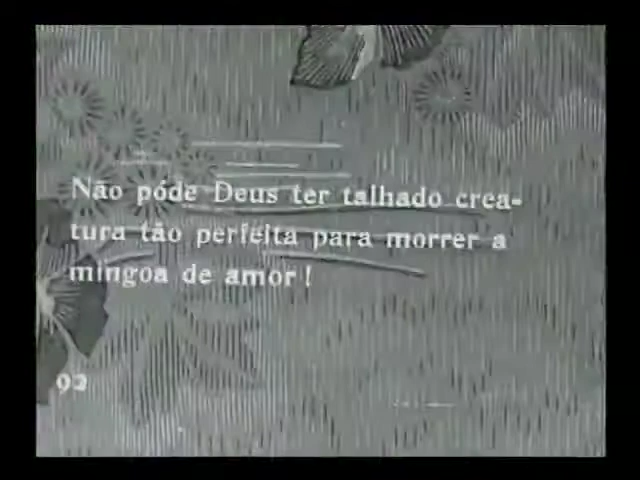 Não póde Deus ter talhado crea-
tura tão perfeita para morrer a
mingoa de amor!
92